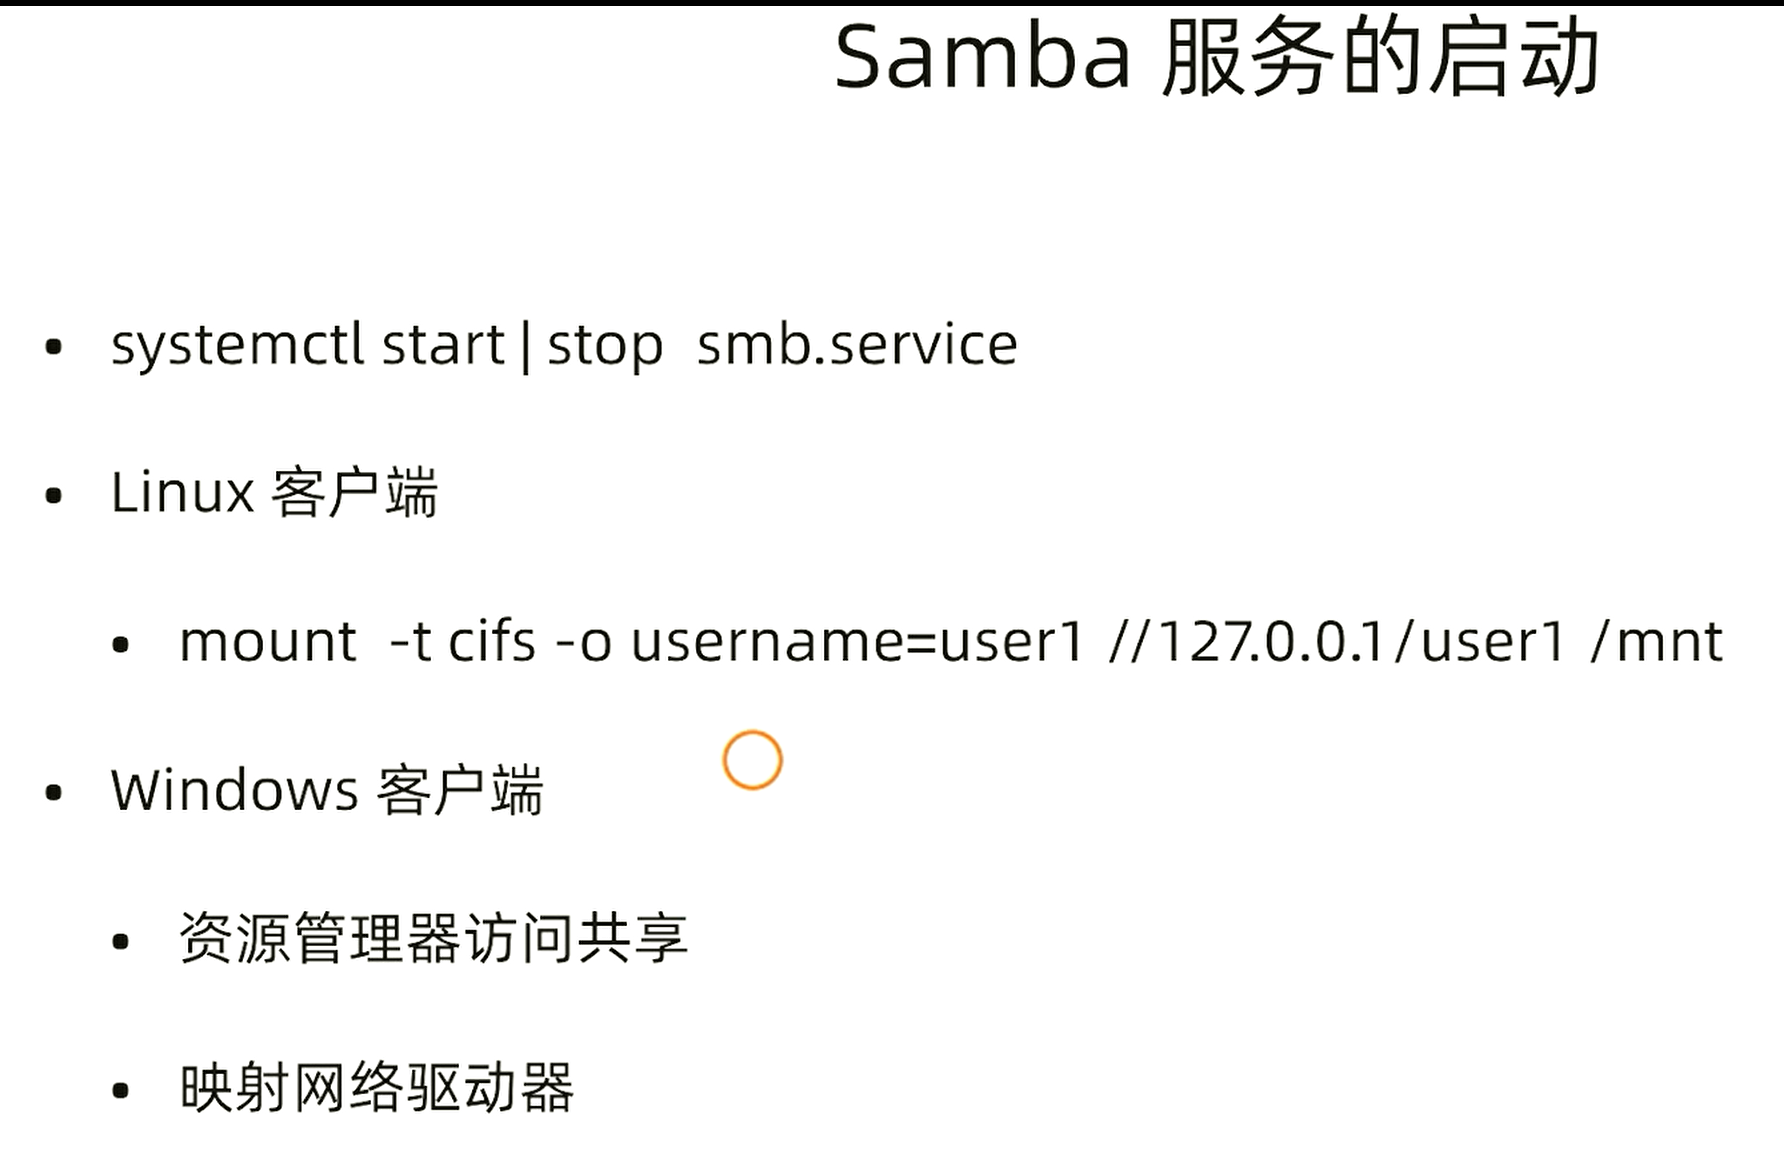 Samba 服务的启动
• systemctl start | stop smb.service
• Linux 客户端
• mount -t cifs -o username=user1 //127.0.0.1/user1 /mnt
• Windows 客户端
• 资源管理器访问共享
• 映射网络驱动器